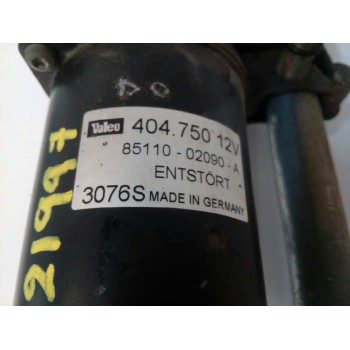 Valeo 404.750 12V
85110 - 02090 - A
ENTSTÖRT
3076S MADE IN GERMANY
21997